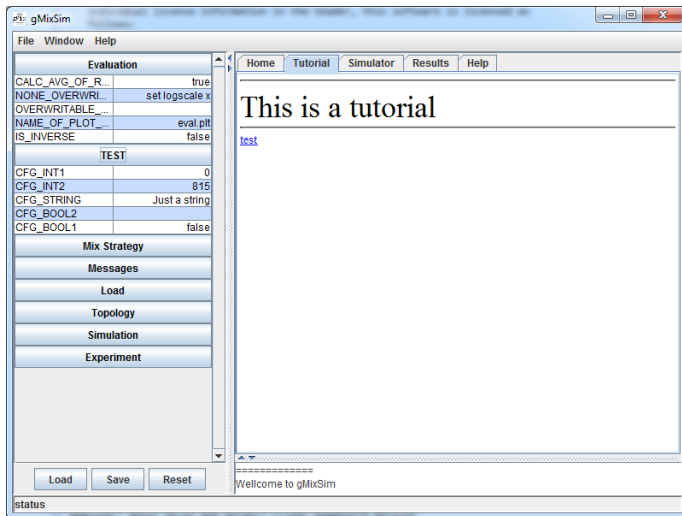 gMixSim
File Window Help
Evaluation
CALC_AVG_OF_R... true
NONE_OVERWRI... set logscale x
OVERWRITABLE_...
NAME_OF_PLOT_... eval.plt
IS_INVERSE false
TEST
CFG_INT1 0
CFG_INT2 815
CFG_STRING Just a string
CFG_BOOL2
CFG_BOOL1 false
Mix Strategy
Messages
Load
Topology
Simulation
Experiment
Load Save Reset
Home Tutorial Simulator Results Help
This is a tutorial
test
=============
Wellcome to gMixSim
status